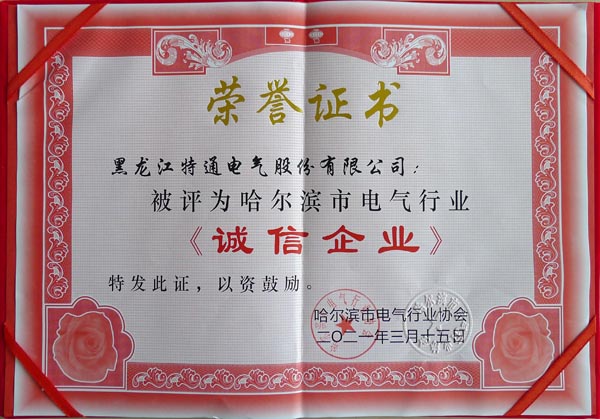 荣誉证书
黑龙江特通电气股份有限公司：
被评为哈尔滨市电气行业
《诚信企业》
特发此证，以资鼓励。
哈尔滨市电气行业协会
二〇二一年三月十五日